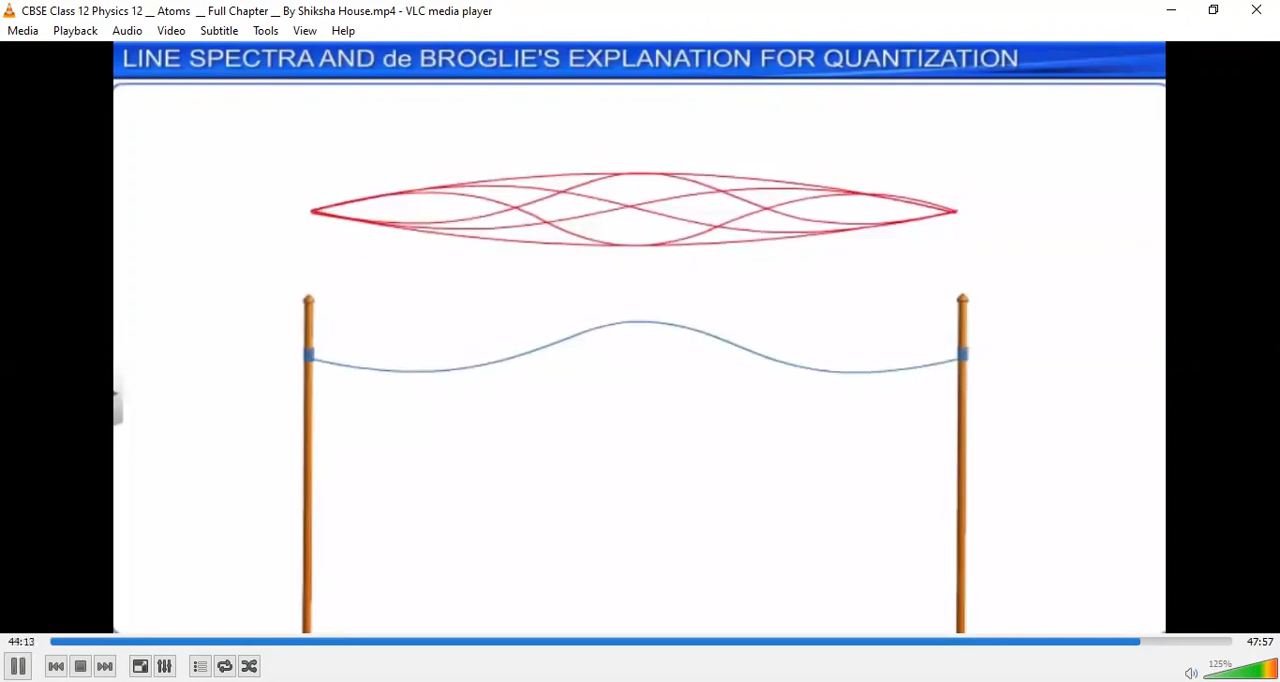 CBSE Class 12 Physics 12 __ Atoms __ Full Chapter __ By Shiksha House.mp4 - VLC media player
Media Playback Audio Video Subtitle Tools View Help
LINE SPECTRA AND de BROGLIE'S EXPLANATION FOR QUANTIZATION
44:13 47:57
125%